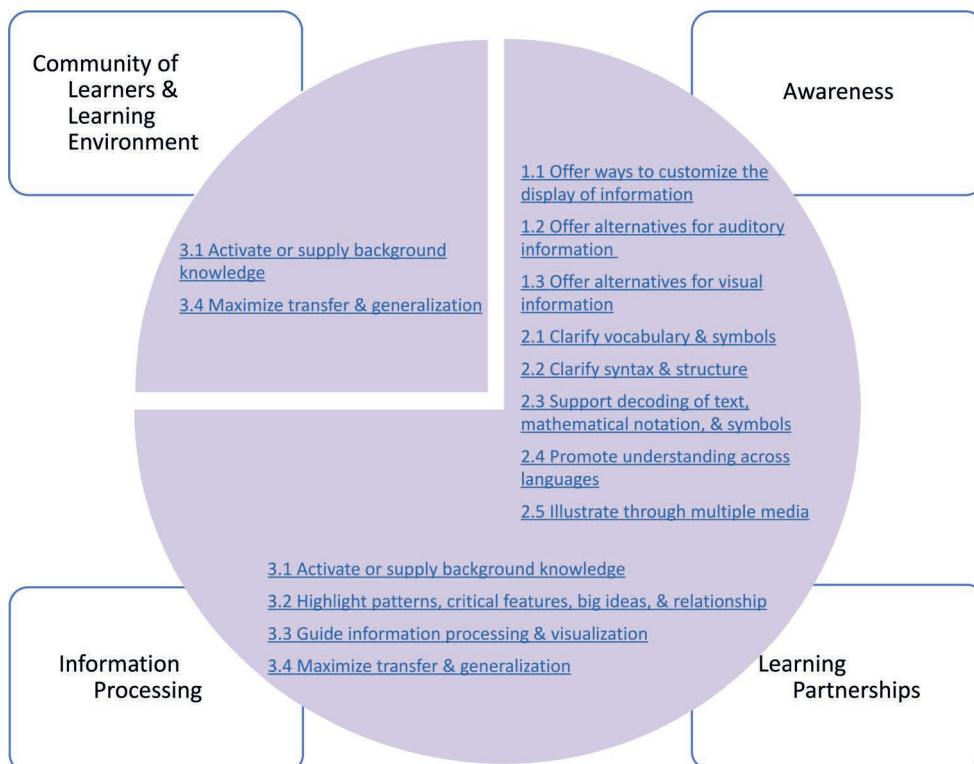 Community of
Learners &
Learning
Environment
Awareness
3.1 Activate or supply background
knowledge
3.4 Maximize transfer & generalization
1.1 Offer ways to customize the
display of information
1.2 Offer alternatives for auditory
information
1.3 Offer alternatives for visual
information
2.1 Clarify vocabulary & symbols
2.2 Clarify syntax & structure
2.3 Support decoding of text,
mathematical notation, & symbols
2.4 Promote understanding across
languages
2.5 Illustrate through multiple media
3.1 Activate or supply background knowledge
3.2 Highlight patterns, critical features, big ideas, & relationship
3.3 Guide information processing & visualization
3.4 Maximize transfer & generalization
Information
Processing
Learning
Partnerships